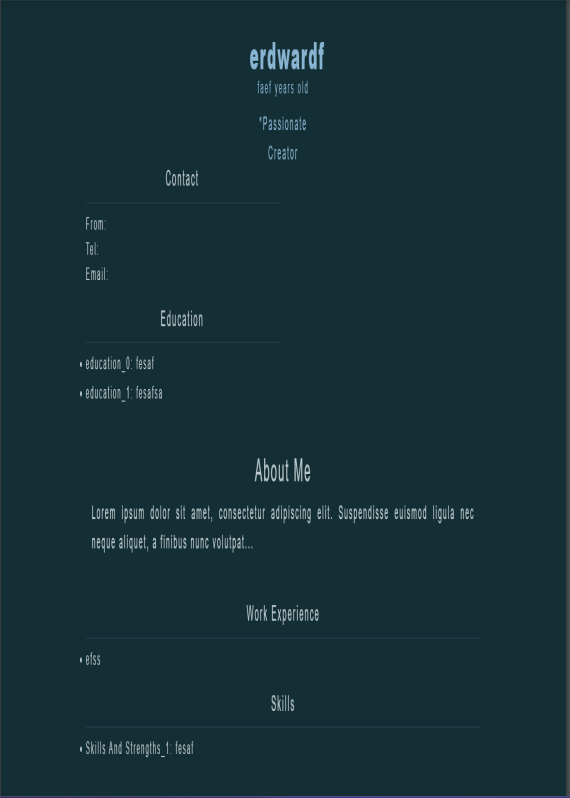 erdwardf
faef years old
"Passionate
Creator
Contact
From:
Tel:
Email:
Education
• education_0: fesaf
• education_1: fesafsa
About Me
Lorem ipsum dolor sit amet, consectetur adipiscing elit. Suspendisse euismod ligula nec
neque aliquet, a finibus nunc volutpat...
Work Experience
• efss
Skills
• Skills And Strengths_1: fesaf